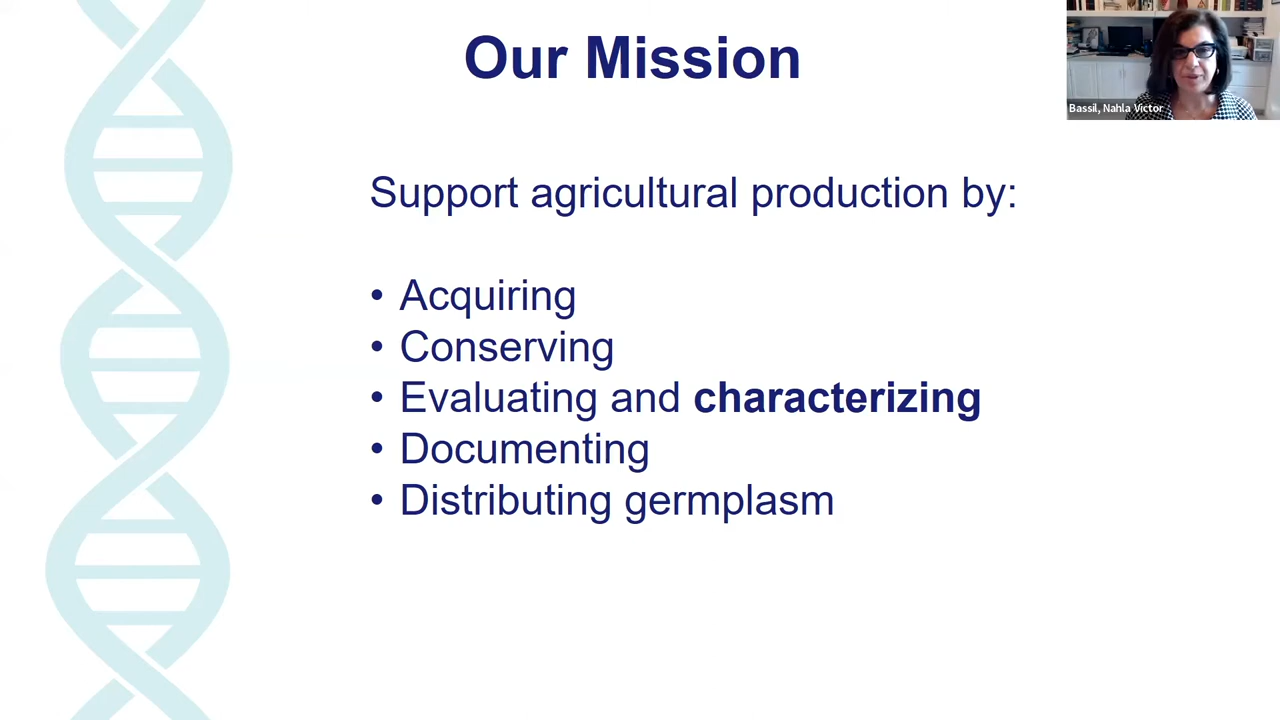 Our Mission
Bassil, Nahla Victor
Support agricultural production by:
• Acquiring
• Conserving
• Evaluating and characterizing
• Documenting
• Distributing germplasm